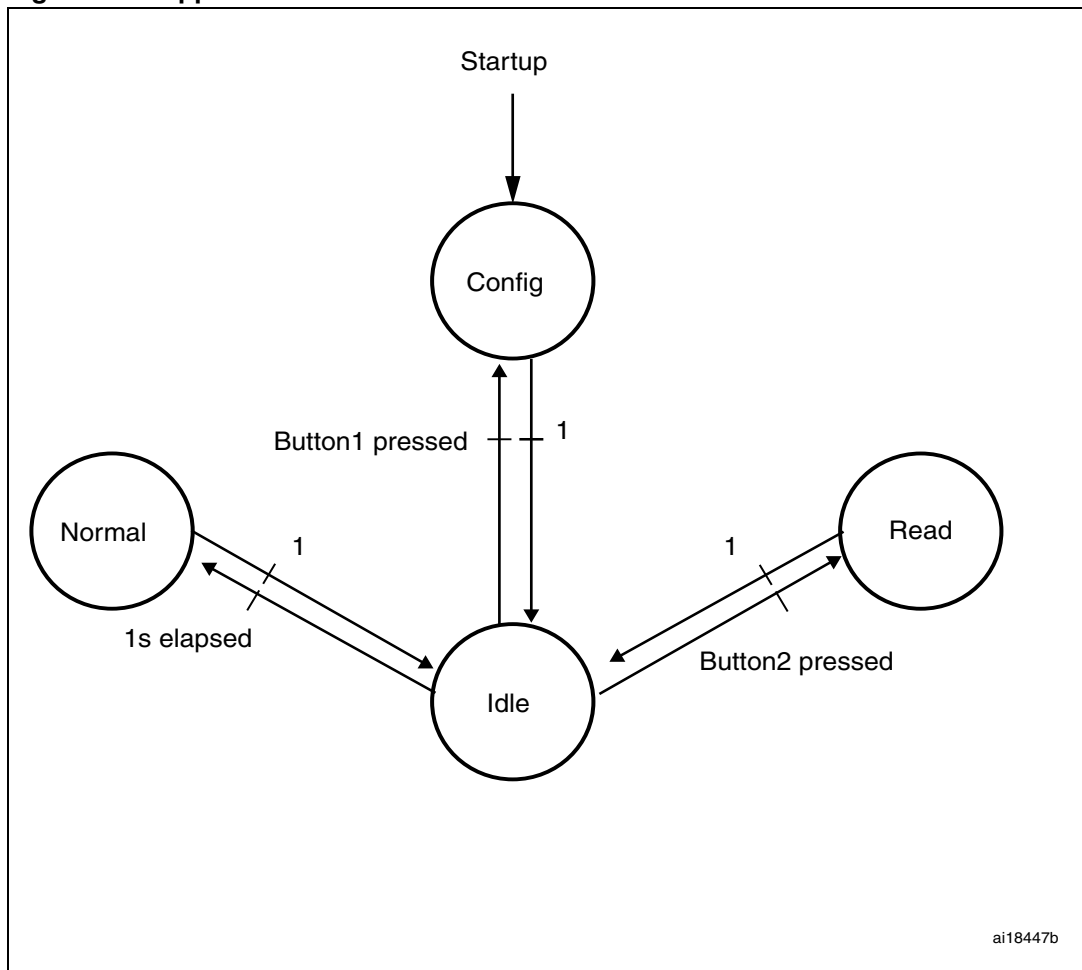 Startup
Config
Button1 pressed
1
Normal
1
1
Read
1s elapsed
Button2 pressed
Idle
ai18447b